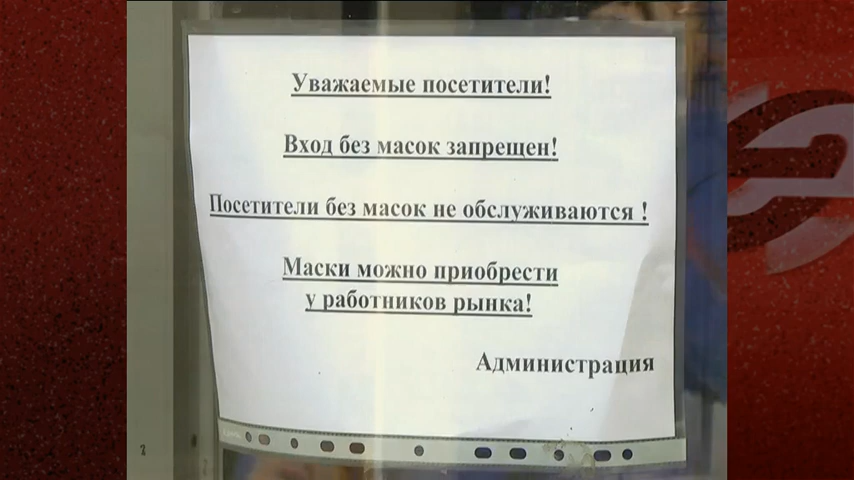 Уважаемые посетители!
Вход без масок запрещен!
Посетители без масок не обслуживаются !
Маски можно приобрести
у работников рынка!
Администрация